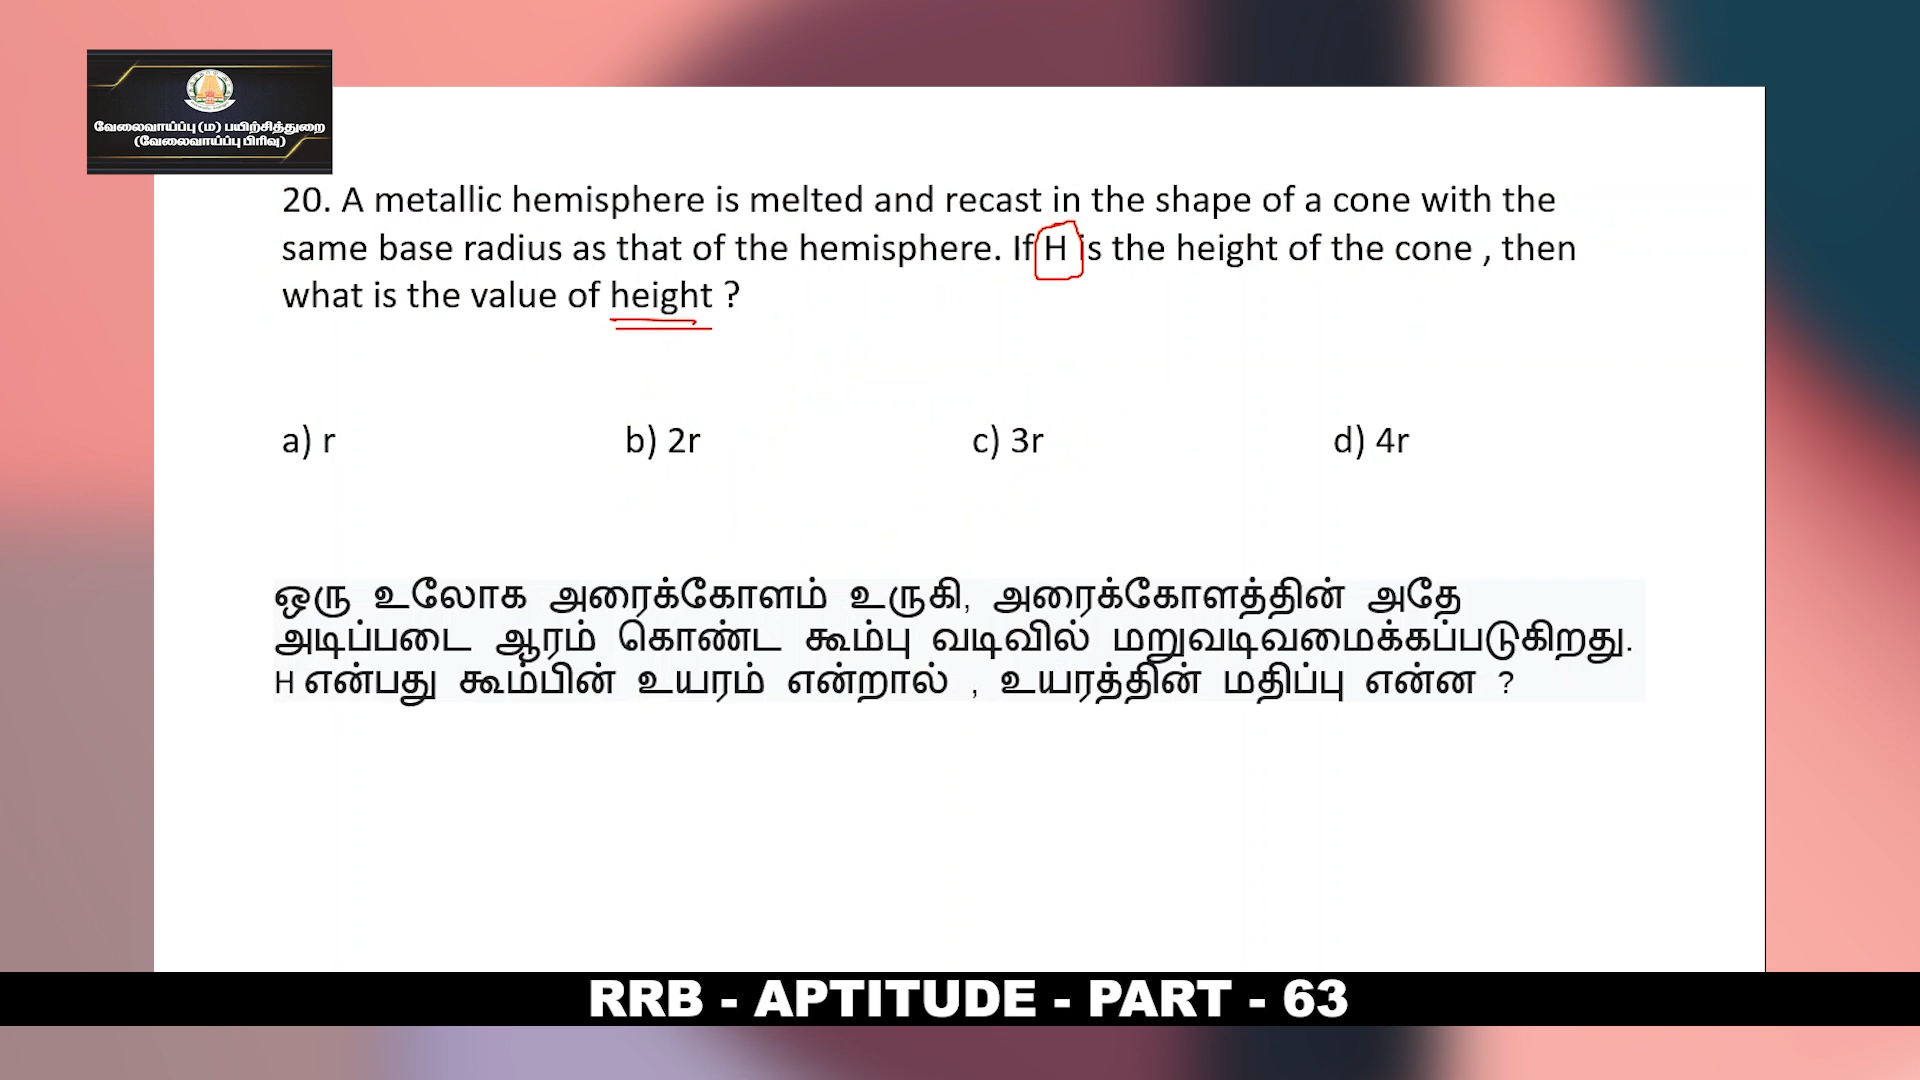 வேலைவாய்ப்பு (ம) பயிற்சித்துறை
(வேலைவாய்ப்பு பிரிவு)
20. A metallic hemisphere is melted and recast in the shape of a cone with the
same base radius as that of the hemisphere. If H is the height of the cone , then
what is the value of height ?
a) r b) 2r c) 3r d) 4r
ஒரு உலோக அரைக்கோளம் உருகி, அரைக்கோளத்தின் அதே
அடிப்படை ஆரம் கொண்ட கூம்பு வடிவில் மறுவடிவமைக்கப்படுகிறது.
H என்பது கூம்பின் உயரம் என்றால் , உயரத்தின் மதிப்பு என்ன ?
RRB - APTITUDE - PART - 63